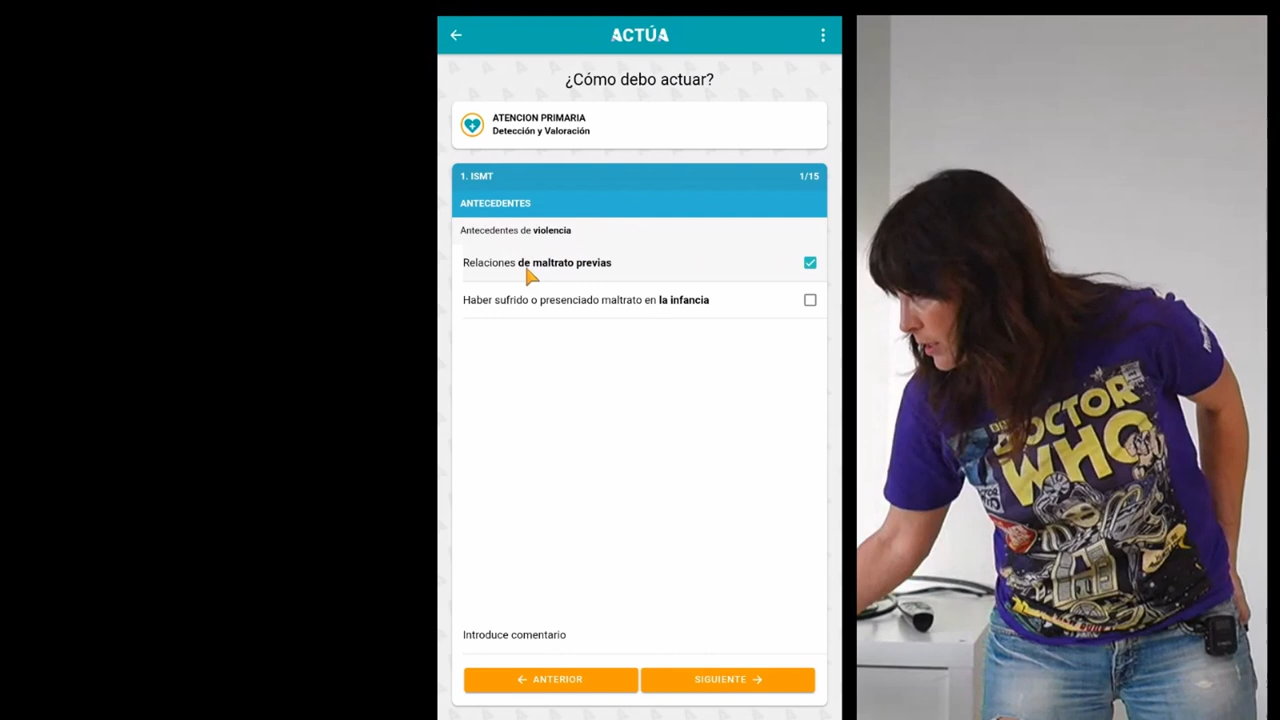 ACTÚA
¿Cómo debo actuar?
ATENCION PRIMARIA
Detección y Valoración
1. ISMT 1/15
ANTECEDENTES
Antecedentes de violencia
Relaciones de maltrato previas
Haber sufrido o presenciado maltrato en la infancia
Introduce comentario
ANTERIOR
SIGUIENTE
DOCTOR
WHO